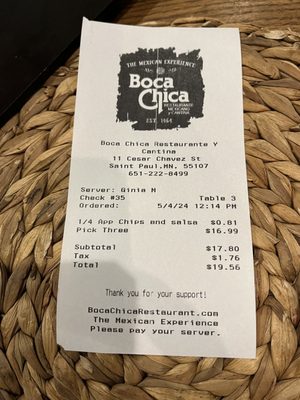 THE MEXICAN EXPERIENCE
Boca
Chica
RESTAURANTE
MEXICANO
y CANTINA
EST. 1964
Boca Chica Restaurante Y
Cantina
11 Cesar Chavez St
Saint Paul,MN, 55107
651-222-8499
Server: Ginia M
Check #35 Table 3
Ordered: 5/4/24 12:14 PM
1/4 App Chips and salsa $0.81
Pick Three $16.99
Subtotal $17.80
Tax $1.76
Total $19.56
Thank you for your support!
BocaChicaRestaurant.com
The Mexican Experience
Please pay your server.